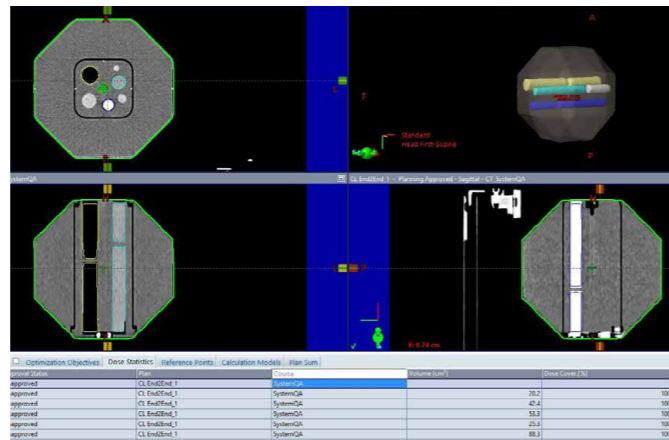 A
L
F
Standard
Head First-Supine
P
SystemQA
CL End2End_1 - Planning Approved - Sagittal - CT_SystemQA
X: 0.74 cm
Optimization Objectives Dose Statistics Reference Points Calculation Models Plan Sum
proval Status Plan Course Volume [cm³] Dose Cover.[%]
approved CL End2End_1 SystemQA
approved CL End2End_1 SystemQA 20.2 100
approved CL End2End_1 SystemQA 42.4 100
approved CL End2End_1 SystemQA 53.3 100
approved CL End2End_1 SystemQA 25.3 100
approved CL End2End_1 SystemQA 88.3 100